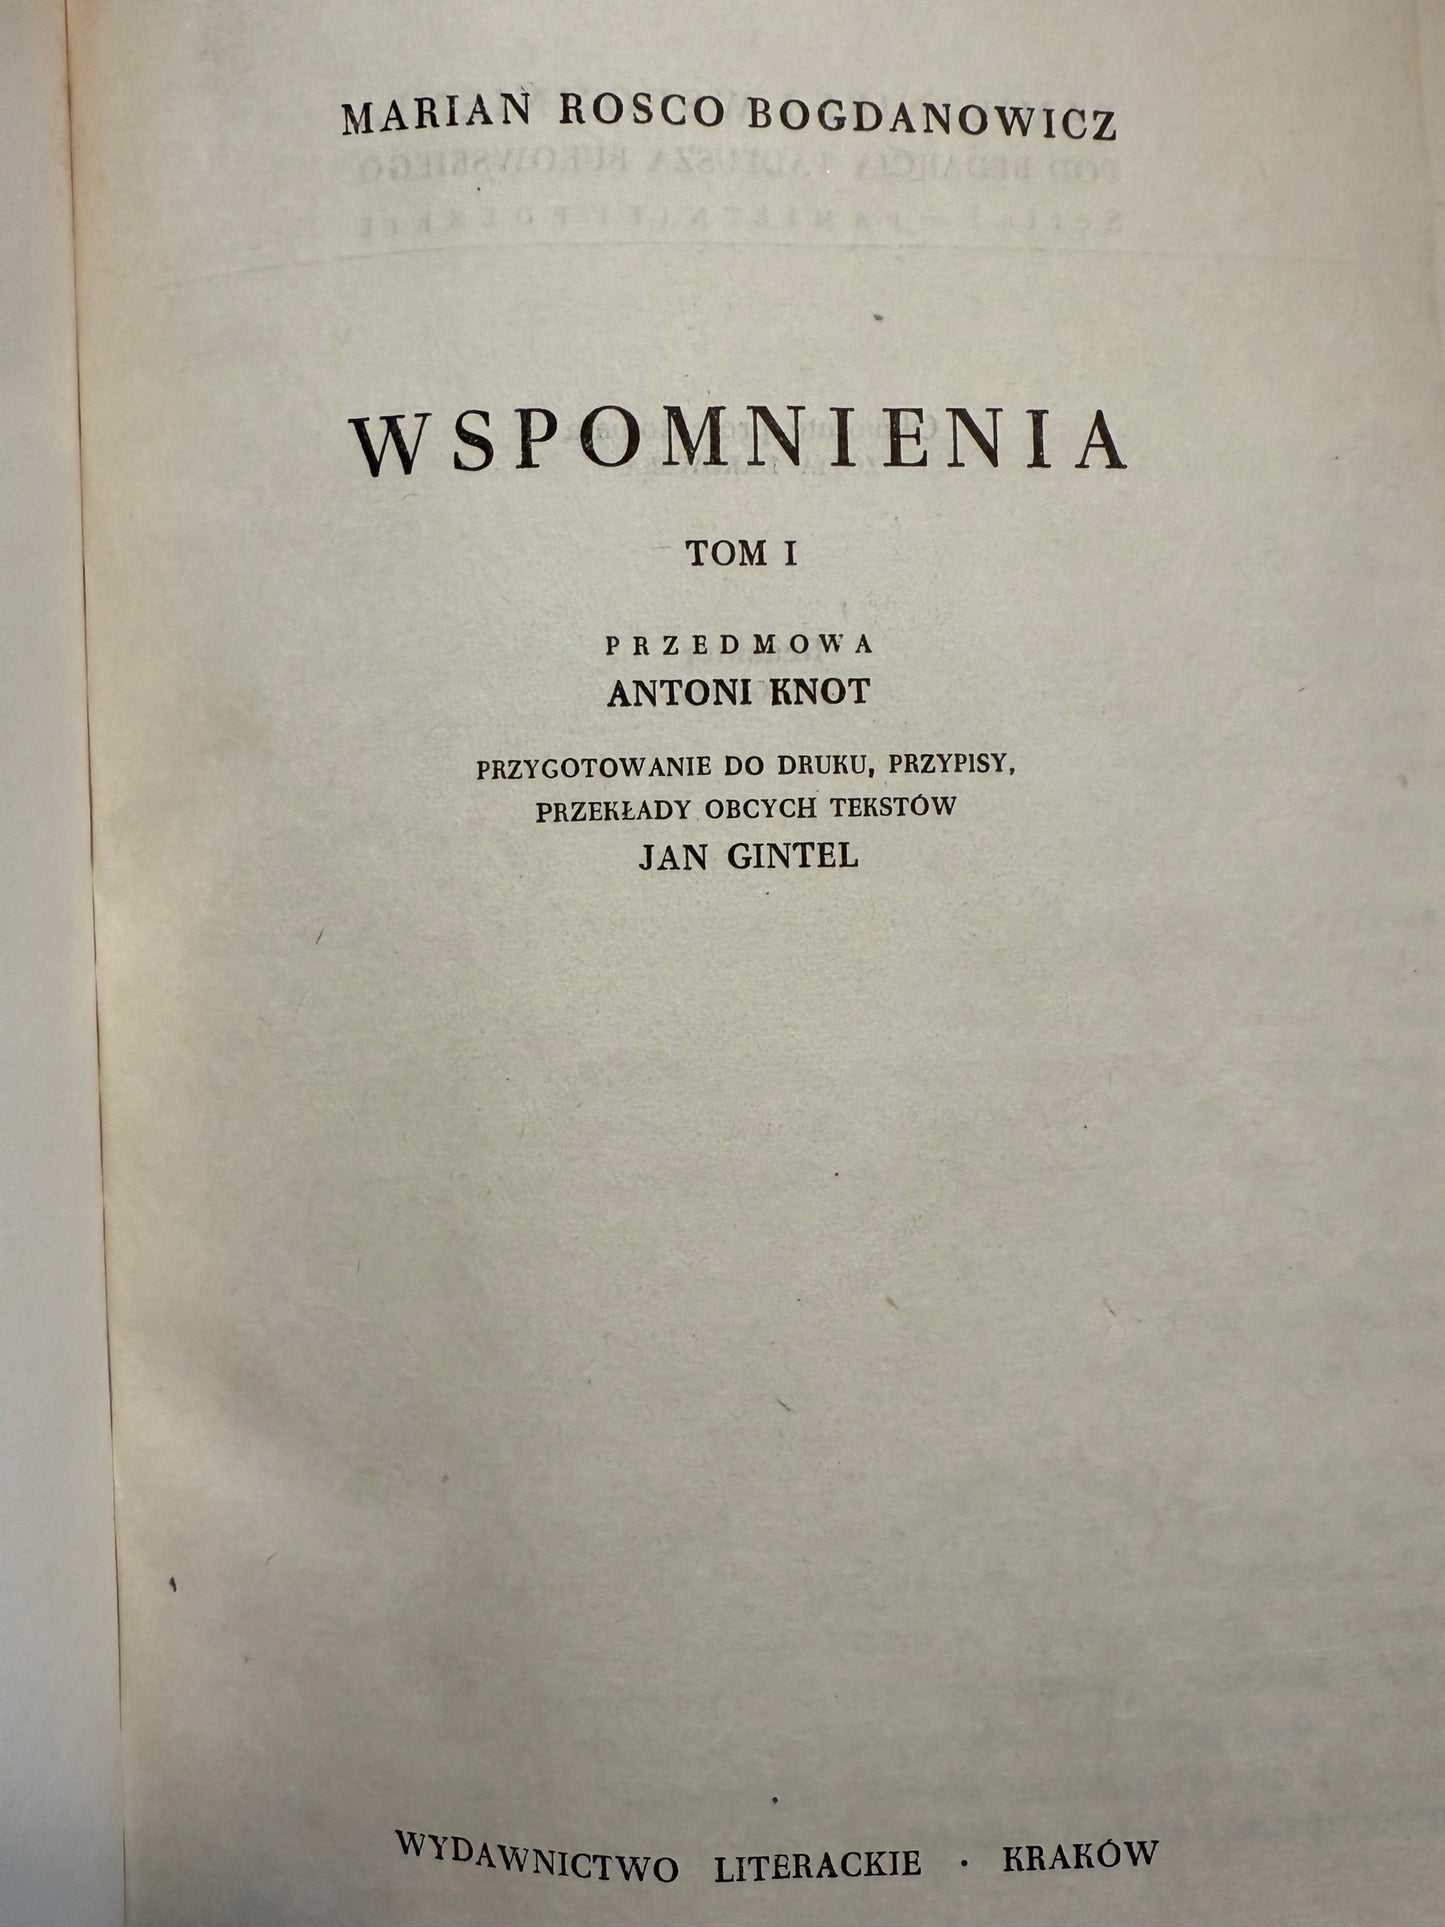 MARIAN ROSCO BOGDANOWICZ
WSPOMNIENIA
TOM I
PRZEDMOWA
ANTONI KNOT
PRZYGOTOWANIE DO DRUKU, PRZYPISY,
PRZEKŁADY OBCYCH TEKSTÓW
JAN GINTEL
WYDAWNICTWO LITERACKIE · KRAKÓW